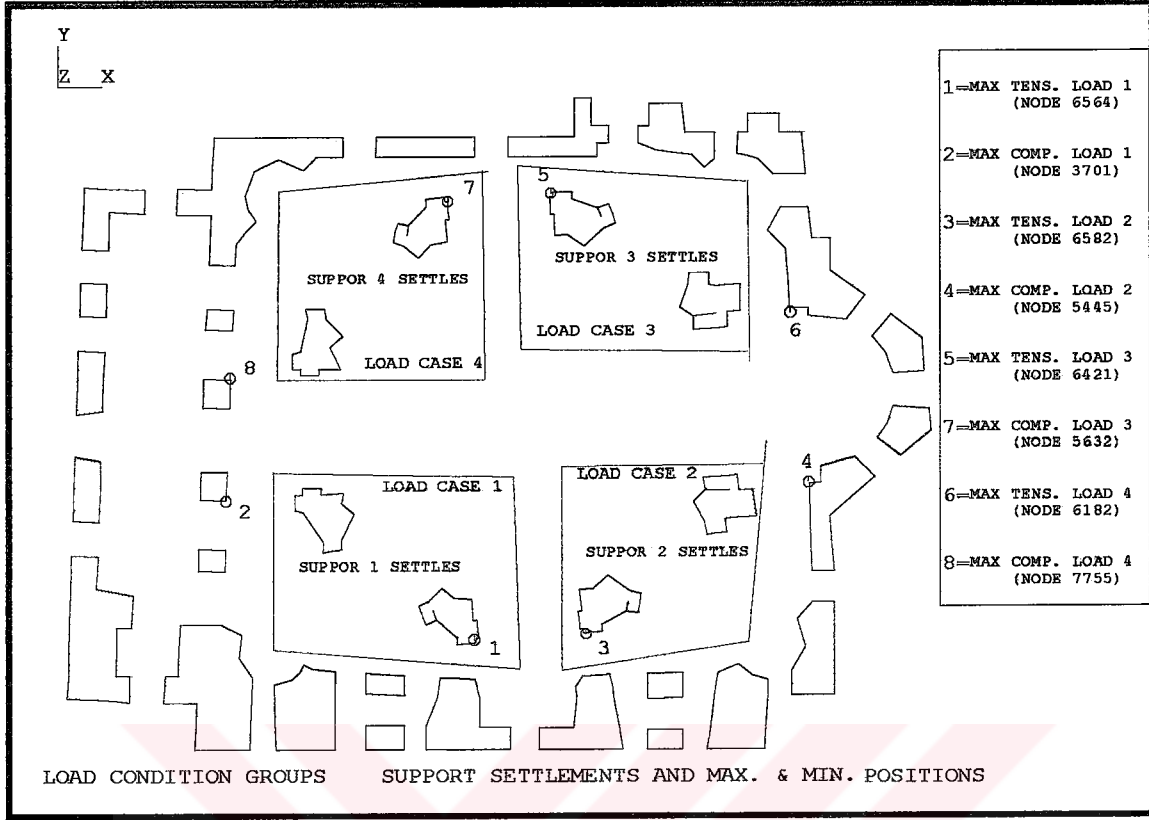 Y
Z X
7
5
SUPPOR 4 SETTLES
SUPPOR 3 SETTLES
LOAD CASE 3
6
LOAD CASE 4
8
LOAD CASE 1
LOAD CASE 2
4
2
SUPPOR 1 SETTLES
SUPPOR 2 SETTLES
1
3
1=MAX TENS. LOAD 1
(NODE 6564)
2=MAX COMP. LOAD 1
(NODE 3701)
3=MAX TENS. LOAD 2
(NODE 6582)
4=MAX COMP. LOAD 2
(NODE 5445)
5=MAX TENS. LOAD 3
(NODE 6421)
7=MAX COMP. LOAD 3
(NODE 5632)
6=MAX TENS. LOAD 4
(NODE 6182)
8=MAX COMP. LOAD 4
(NODE 7755)
LOAD CONDITION GROUPS SUPPORT SETTLEMENTS AND MAX. & MIN. POSITIONS